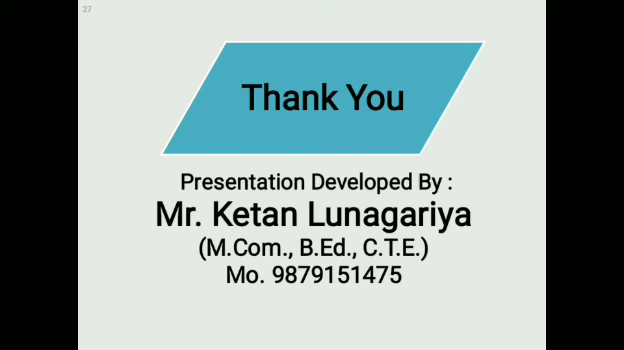 27
Thank You
Presentation Developed By :
Mr. Ketan Lunagariya
(M.Com., B.Ed., C.T.E.)
Mo. 9879151475